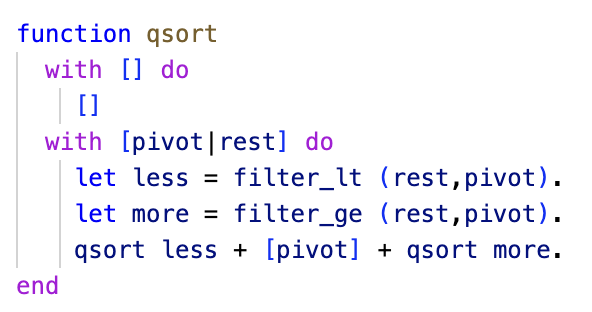 function qsort
  with [] do
    []
  with [pivot|rest] do
    let less = filter_lt (rest,pivot).
    let more = filter_ge (rest,pivot).
    qsort less + [pivot] + qsort more.
end